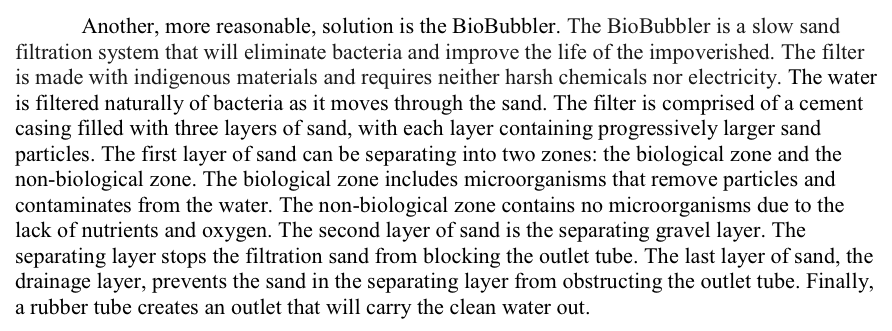 Another, more reasonable, solution is the BioBubbler. The BioBubbler is a slow sand
filtration system that will eliminate bacteria and improve the life of the impoverished. The filter
is made with indigenous materials and requires neither harsh chemicals nor electricity. The water
is filtered naturally of bacteria as it moves through the sand. The filter is comprised of a cement
casing filled with three layers of sand, with each layer containing progressively larger sand
particles. The first layer of sand can be separating into two zones: the biological zone and the
non-biological zone. The biological zone includes microorganisms that remove particles and
contaminates from the water. The non-biological zone contains no microorganisms due to the
lack of nutrients and oxygen. The second layer of sand is the separating gravel layer. The
separating layer stops the filtration sand from blocking the outlet tube. The last layer of sand, the
drainage layer, prevents the sand in the separating layer from obstructing the outlet tube. Finally,
a rubber tube creates an outlet that will carry the clean water out.